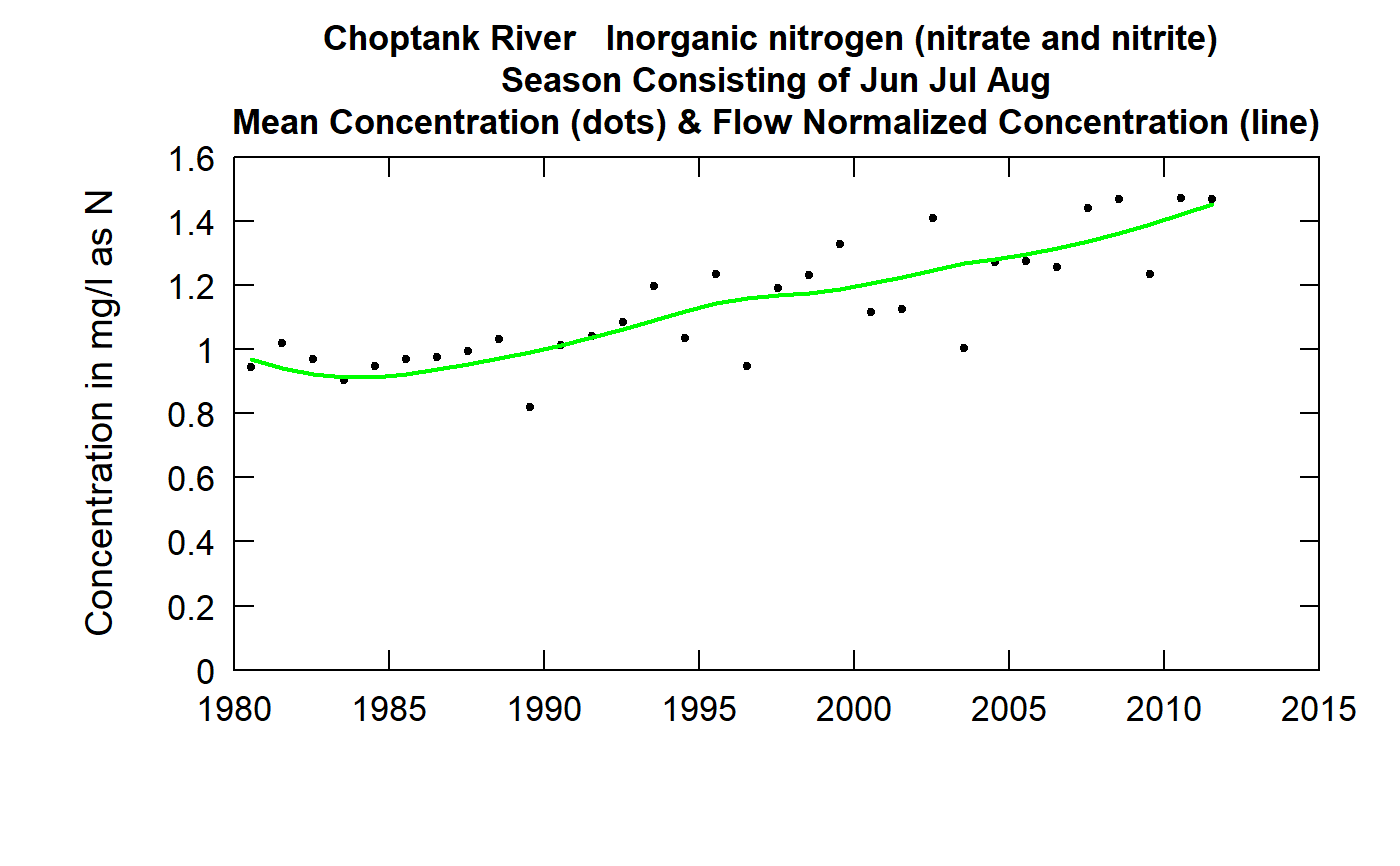 Choptank River   Inorganic nitrogen (nitrate and nitrite)
Season Consisting of Jun Jul Aug
Mean Concentration (dots) & Flow Normalized Concentration (line)
Concentration in mg/l as N
1.6
1.4
1.2
1
0.8
0.6
0.4
0.2
0
1980 1985 1990 1995 2000 2005 2010 2015